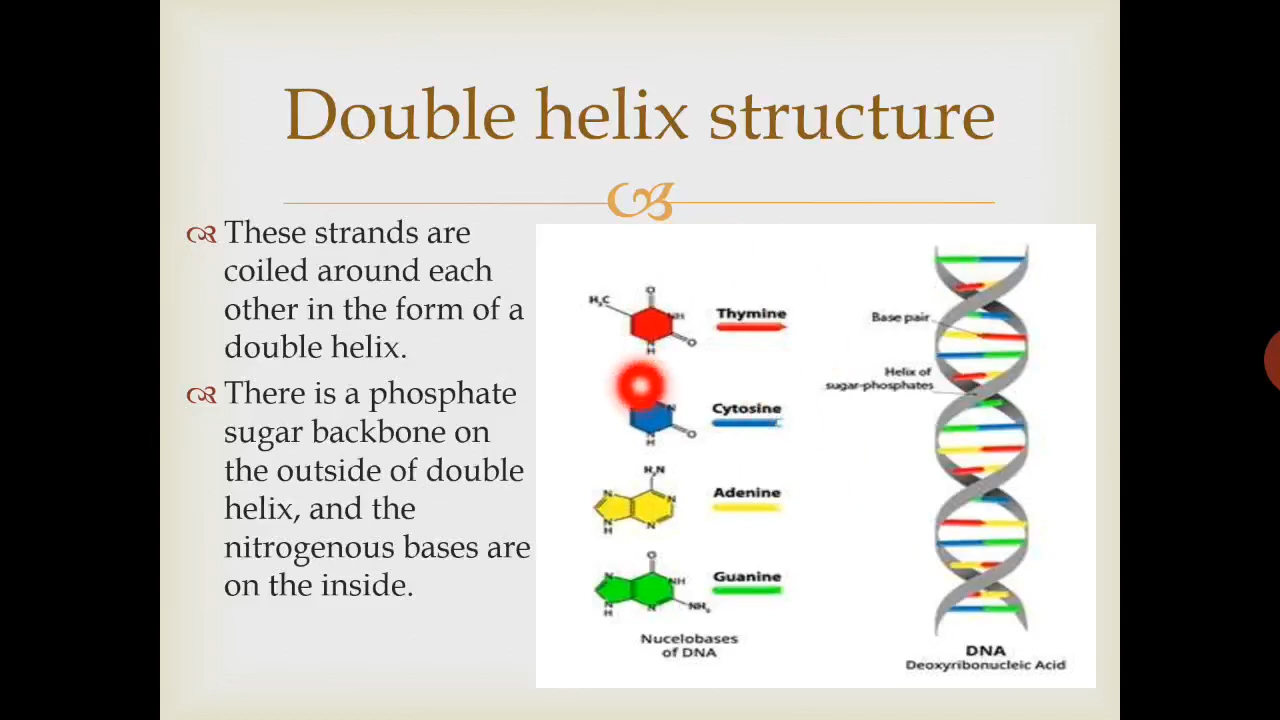 Double helix structure
These strands are
coiled around each
other in the form of a
double helix.
There is a phosphate
sugar backbone on
the outside of double
helix, and the
nitrogenous bases are
on the inside.
H₃C
O
NH
O
N
H
Thymine
N
O
N
H
Cytosine
H₂N
N
N
N
N
H
Adenine
O
N
NH
N
H
N
NH₂
Guanine
Nucelobases
of DNA
Base pair
Helix of
sugar-phosphates
DNA
Deoxyribonucleic Acid